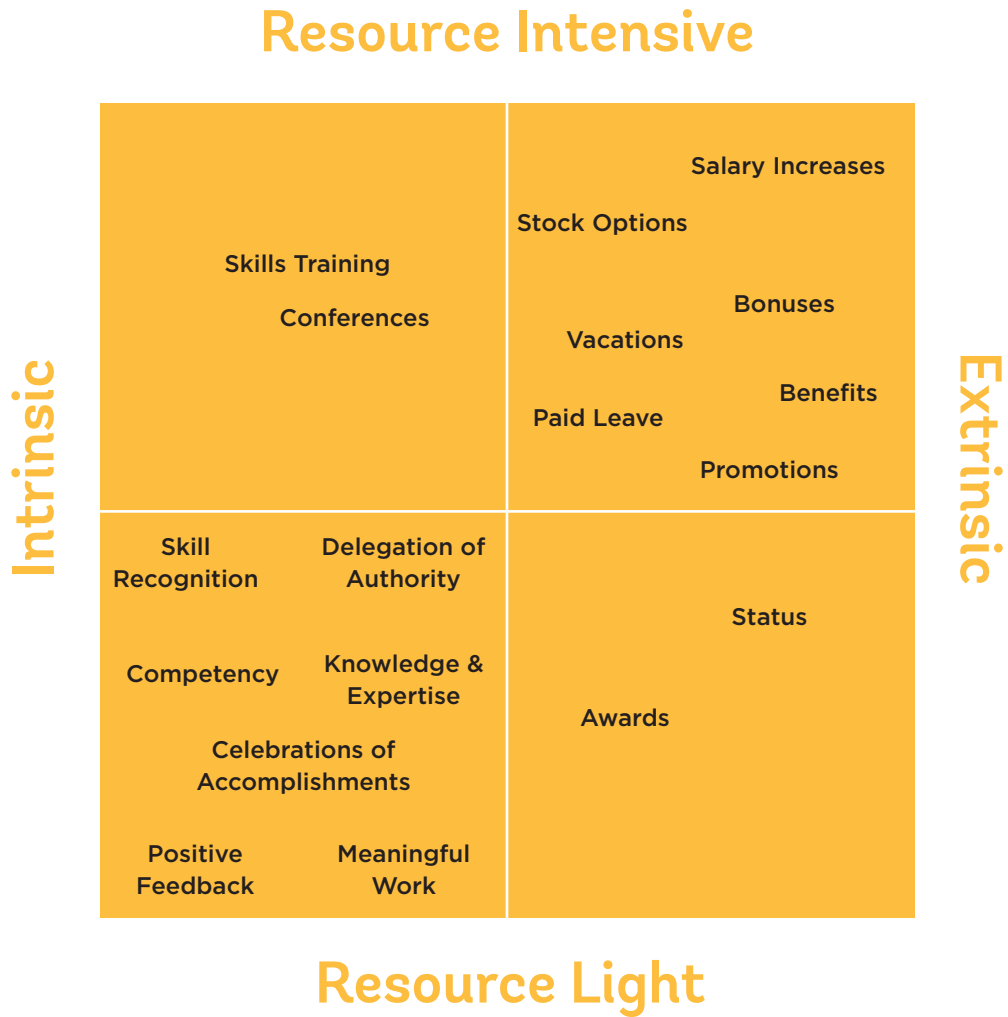 Resource Intensive
Intrinsic
Skills Training
Conferences
Salary Increases
Stock Options
Bonuses
Vacations
Benefits
Paid Leave
Promotions
Extrinsic
Skill
Recognition
Delegation of
Authority
Competency
Knowledge &
Expertise
Celebrations of
Accomplishments
Positive
Feedback
Meaningful
Work
Status
Awards
Resource Light